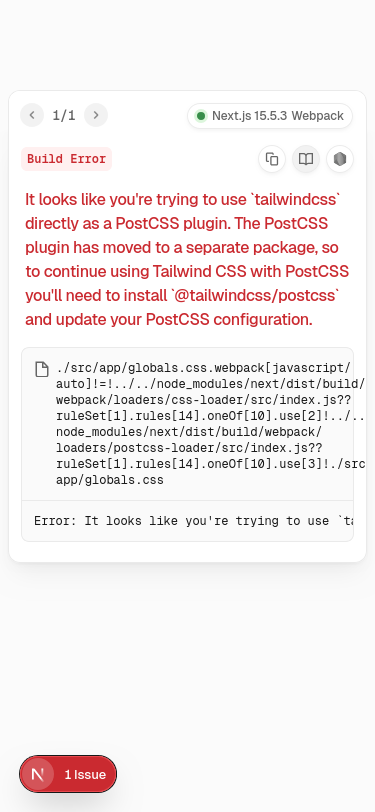 1/1
Next.js 15.5.3 Webpack
Build Error
It looks like you're trying to use `tailwindcss`
directly as a PostCSS plugin. The PostCSS
plugin has moved to a separate package, so
to continue using Tailwind CSS with PostCSS
you'll need to install `@tailwindcss/postcss`
and update your PostCSS configuration.
./src/app/globals.css.webpack[javascript/
auto]!=!../../node_modules/next/dist/build/
webpack/loaders/css-loader/src/index.js??
ruleSet[1].rules[14].oneOf[10].use[2]!../..
node_modules/next/dist/build/webpack/
loaders/postcss-loader/src/index.js??
ruleSet[1].rules[14].oneOf[10].use[3]!./src
app/globals.css
Error: It looks like you're trying to use `ta
N
1 Issue